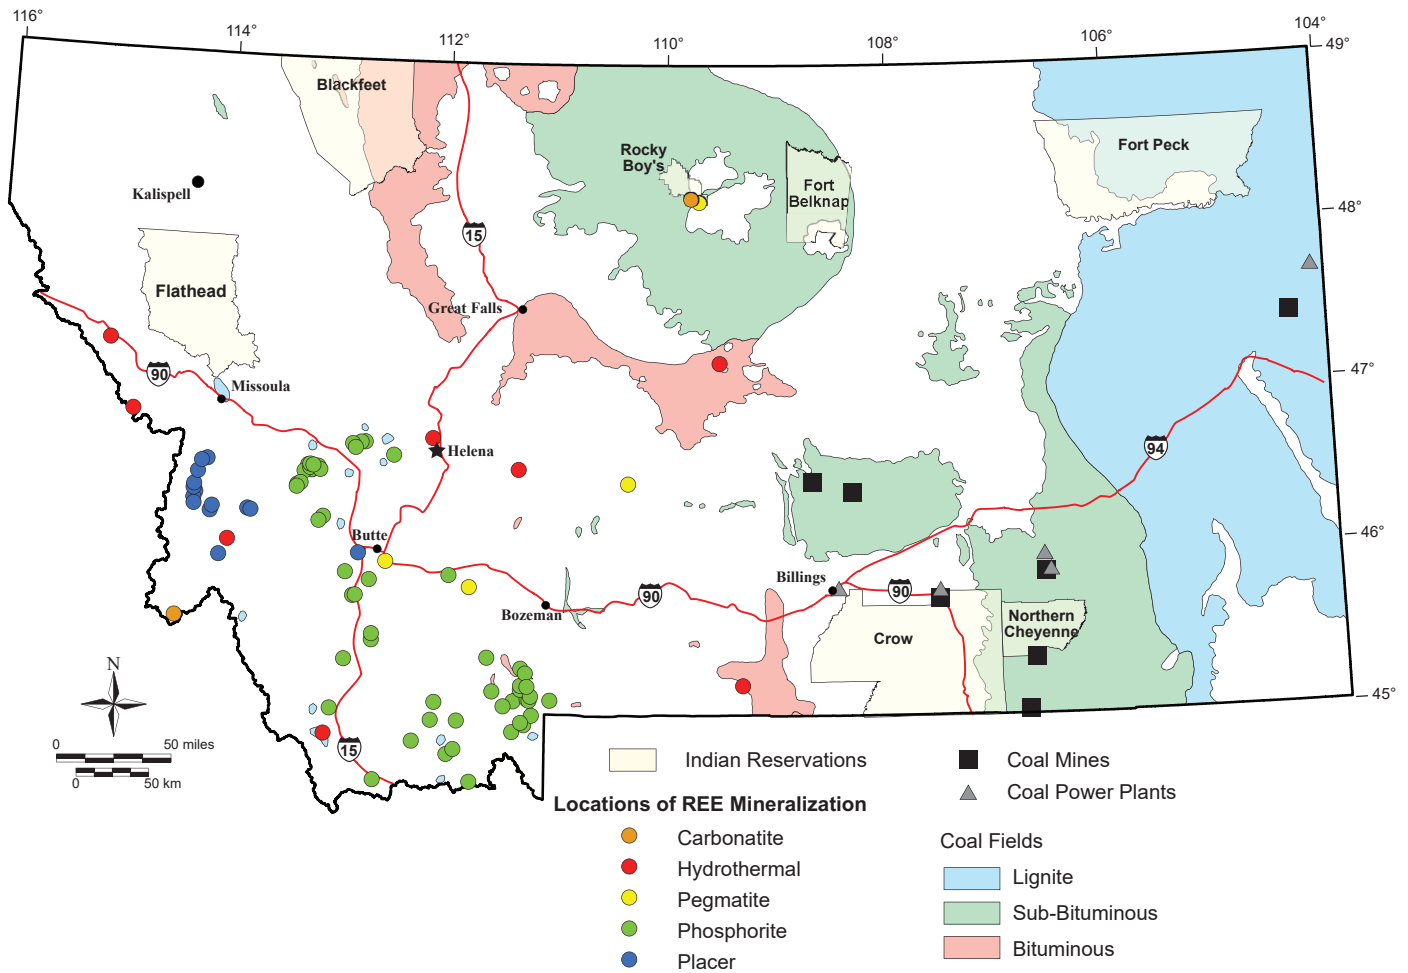 116°
114°
112°
110°
108°
106°
104°
49°
Blackfeet
Rocky
Boy's
Fort Peck
Kalispell
Fort
Belknap
48°
15
Flathead
Great Falls
90
Missoula
47°
Helena
94
Butte
46°
Billings
90
90
Bozeman
Northern
Cheyenne
Crow
N
45°
15
0 50 miles
0 50 km
Indian Reservations
Coal Mines
Coal Power Plants
Locations of REE Mineralization
Carbonatite
Hydrothermal
Pegmatite
Phosphorite
Placer
Coal Fields
Lignite
Sub-Bituminous
Bituminous